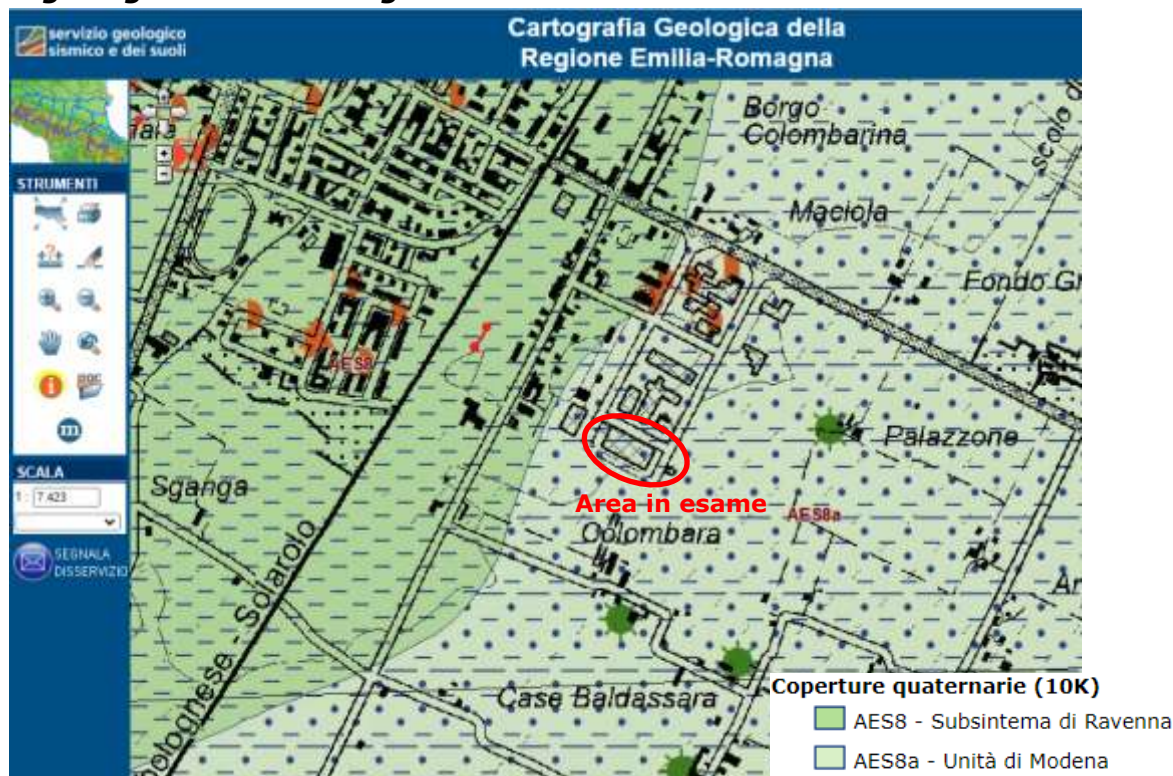 servizio geologico
sismico e dei suoli
Cartografia Geologica della
Regione Emilia-Romagna
STRUMENTI
DOC
m
SCALA
1 : 7.423
SEGNALA
DISSERVIZIO
Borgo
Colombarina
scolo
Maciola
Fondo
AES8
Palazzone
Sganga
Area in esame
AES8a
Colombara
Solarolo
Case Baldassara
Coperture quaternarie (10K)
AES8 - Subsintema di Ravenna
AES8a - Unità di Modena